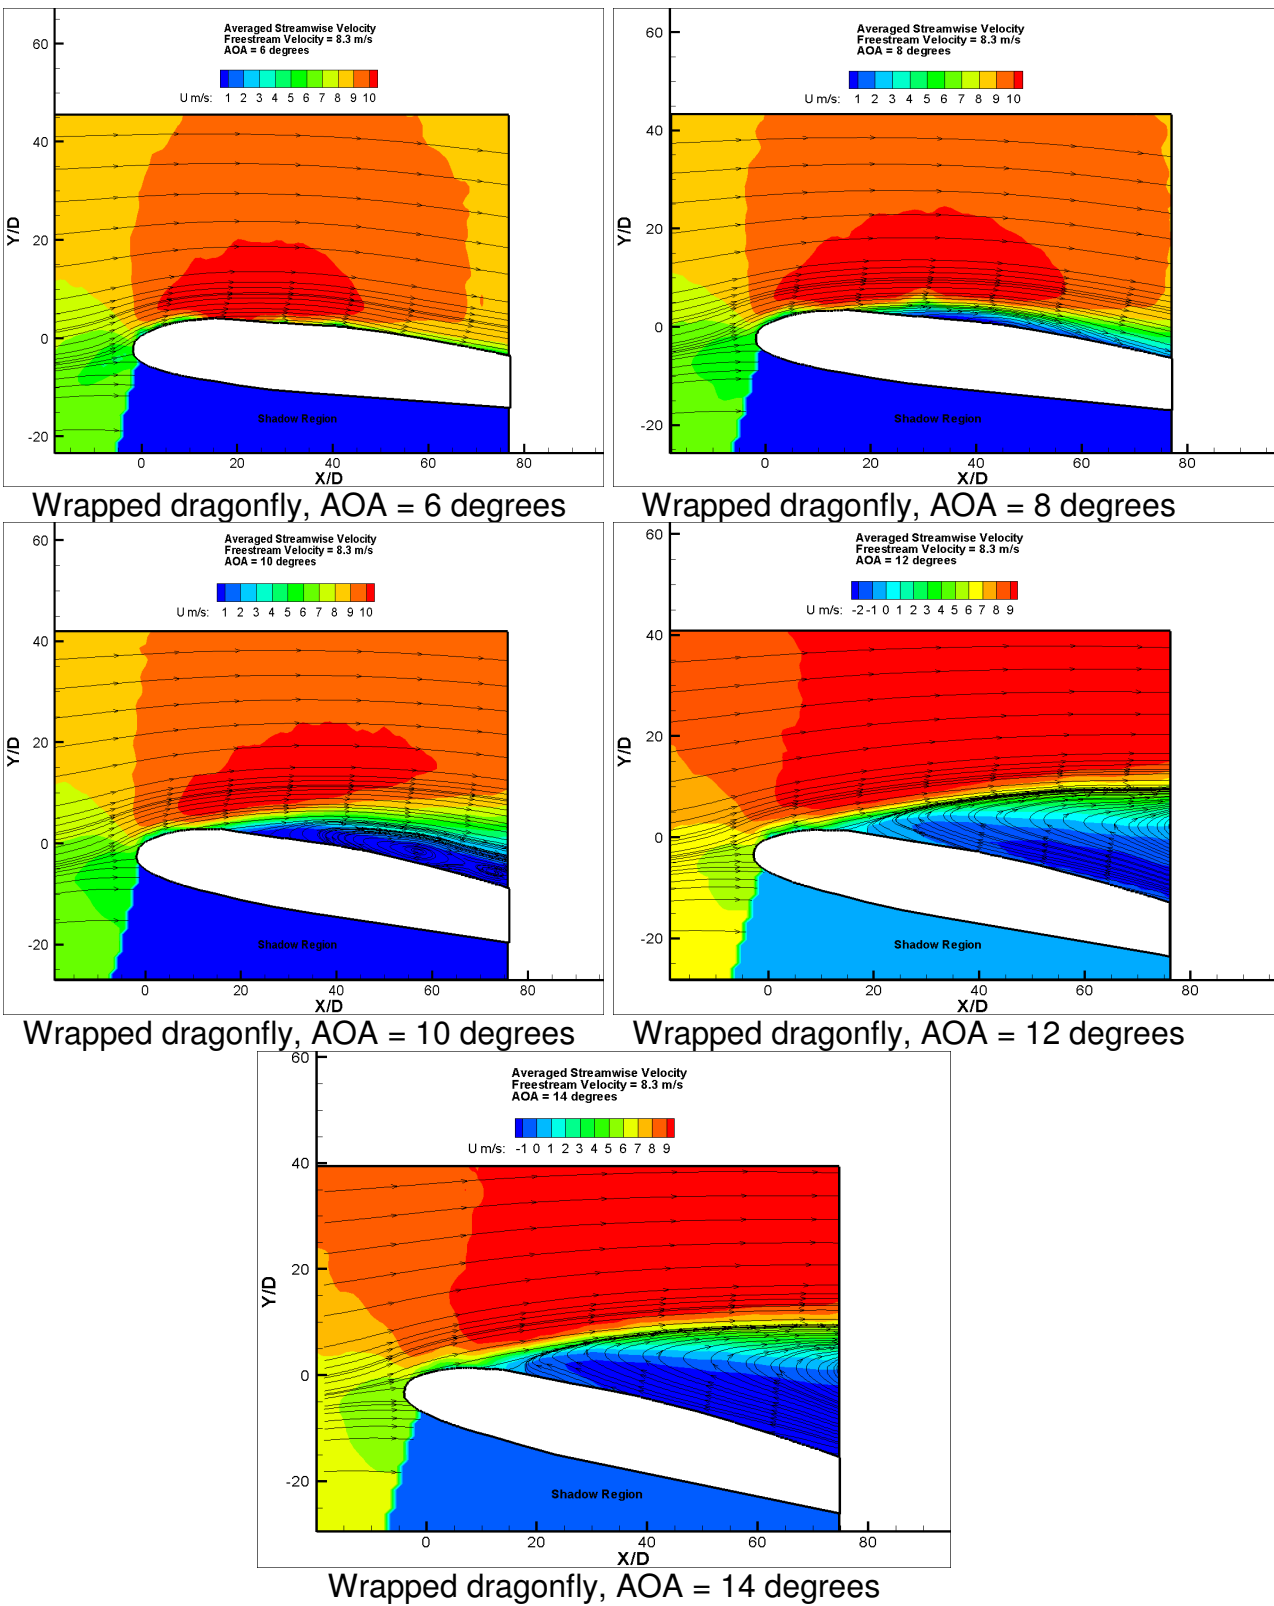 Averaged Streamwise Velocity
Freestream Velocity = 8.3 m/s
AOA = 6 degrees
U m/s: 1 2 3 4 5 6 7 8 9 10
60
40
20
0
-20
Y/D
Shadow Region
0 20 40 60 80
X/D
Wrapped dragonfly, AOA = 6 degrees
Averaged Streamwise Velocity
Freestream Velocity = 8.3 m/s
AOA = 8 degrees
U m/s: 1 2 3 4 5 6 7 8 9 10
60
40
20
0
-20
Y/D
Shadow Region
0 20 40 60 80
X/D
Wrapped dragonfly, AOA = 8 degrees
Averaged Streamwise Velocity
Freestream Velocity = 8.3 m/s
AOA = 10 degrees
U m/s: 1 2 3 4 5 6 7 8 9 10
60
40
20
0
-20
Y/D
Shadow Region
0 20 40 60 80
X/D
Wrapped dragonfly, AOA = 10 degrees
Averaged Streamwise Velocity
Freestream Velocity = 8.3 m/s
AOA = 12 degrees
U m/s: -2 -1 0 1 2 3 4 5 6 7 8 9
60
40
20
0
-20
Y/D
Shadow Region
0 20 40 60 80
X/D
Wrapped dragonfly, AOA = 12 degrees
Averaged Streamwise Velocity
Freestream Velocity = 8.3 m/s
AOA = 14 degrees
U m/s: -1 0 1 2 3 4 5 6 7 8 9
60
40
20
0
-20
Y/D
Shadow Region
0 20 40 60 80
X/D
Wrapped dragonfly, AOA = 14 degrees